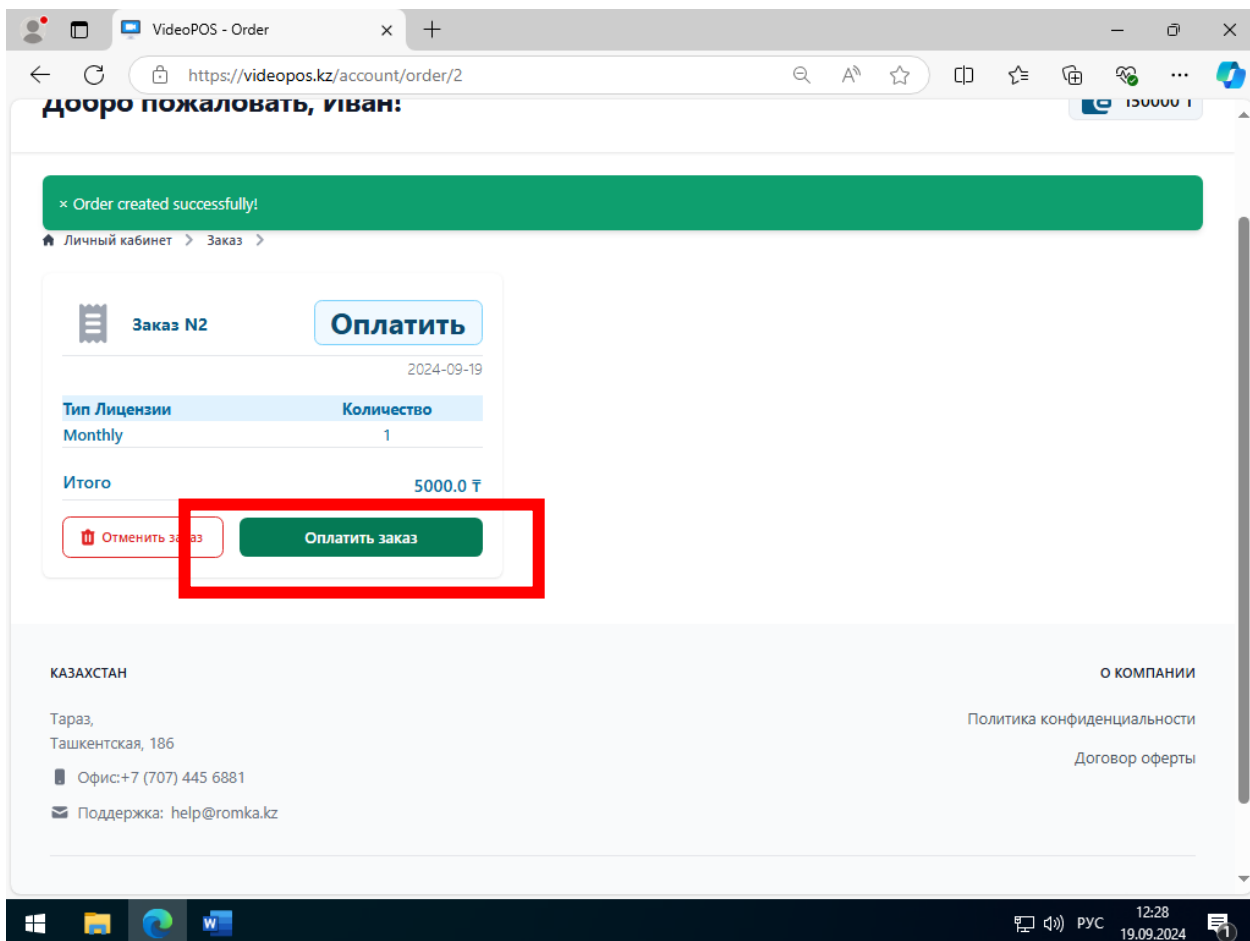 VideoPOS - Order
https://videopos.kz/account/order/2
Добро пожаловать, Иван!
150000 ₸
× Order created successfully!
Личный кабинет > Заказ >
Заказ N2
Оплатить
2024-09-19
Тип Лицензии Количество
Monthly 1
Итого 5000.0 ₸
Отменить заказ Оплатить заказ
КАЗАХСТАН
О КОМПАНИИ
Тараз,
Ташкентская, 186
Политика конфиденциальности
Договор оферты
Офис:+7 (707) 445 6881
Поддержка: help@romka.kz
РУС
12:28
19.09.2024
1